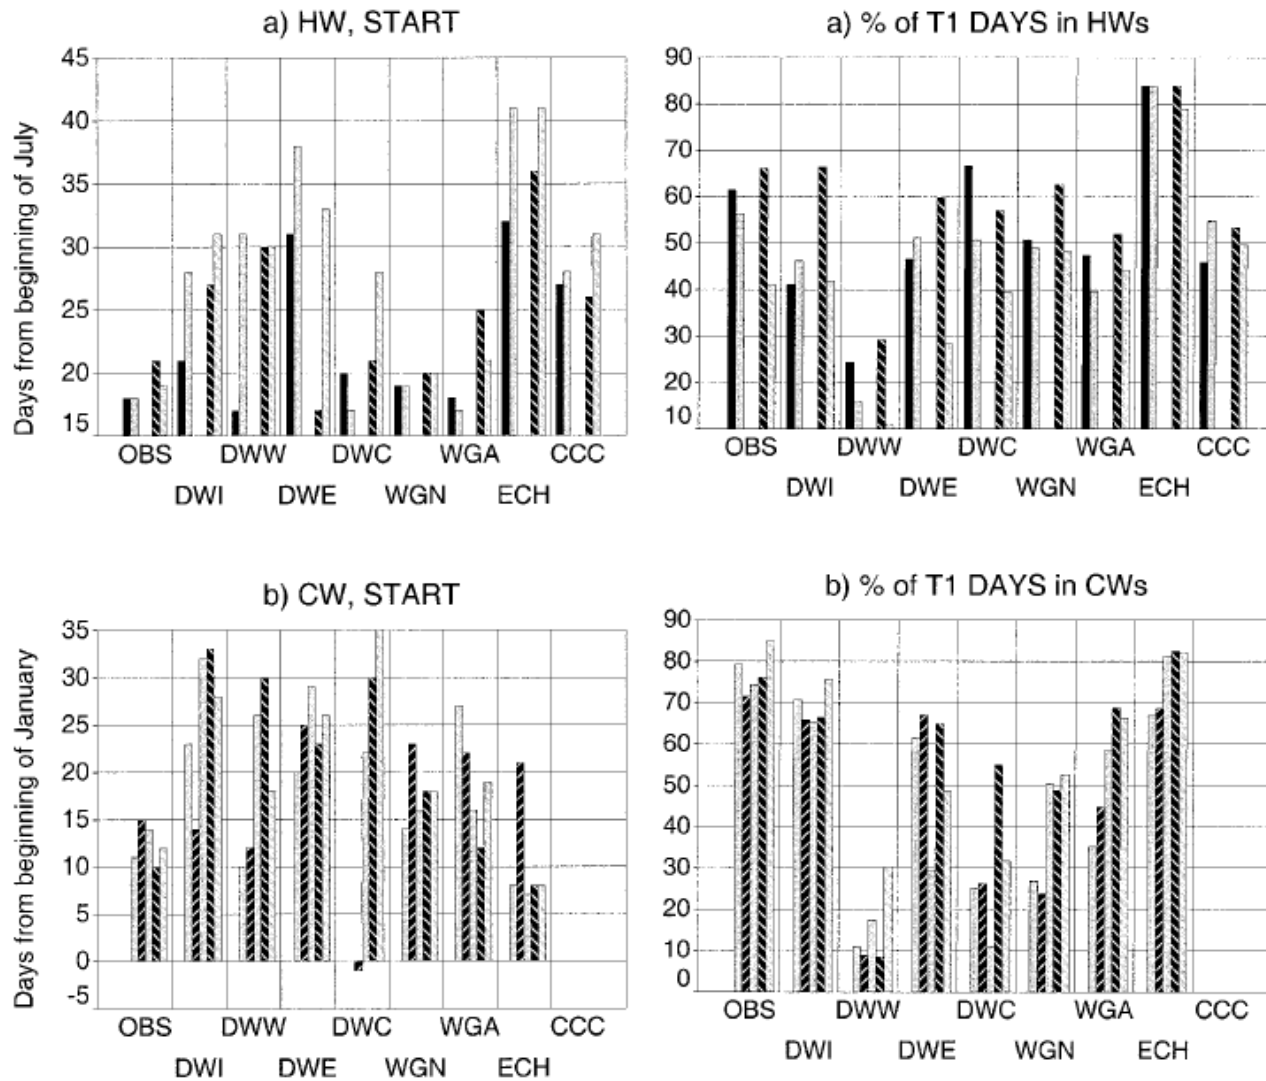 a) HW, START
45
40
35
30
25
20
15
Days from beginning of July
OBS DWW DWC WGA CCC
DWI DWE WGN ECH
a) % of T1 DAYS in HWs
90
80
70
60
50
40
30
20
10
OBS DWW DWC WGA CCC
DWI DWE WGN ECH
b) CW, START
35
30
25
20
15
10
5
0
-5
Days from beginning of January
OBS DWW DWC WGA CCC
DWI DWE WGN ECH
b) % of T1 DAYS in CWs
90
80
70
60
50
40
30
20
10
0
OBS DWW DWC WGA CCC
DWI DWE WGN ECH